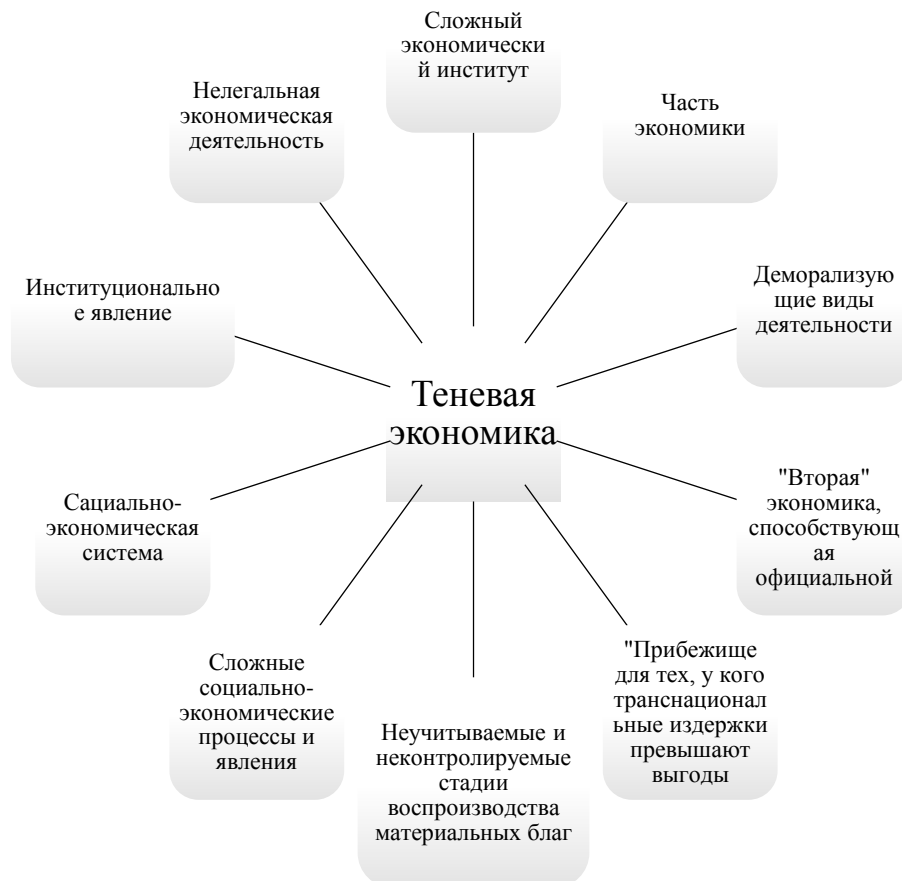 Сложный
экономически
й институт
Часть
экономики
Деморализую
щие виды
деятельности
"Вторая"
экономика,
способствующ
ая
официальной
"Прибежище
для тех, у кого
транснационал
ьные издержки
превышают
выгоды
Неучитываемые и
неконтролируемые
стадии
воспроизводства
материальных благ
Сложные
социально-
экономические
процессы и
явления
Сациально-
экономическая
система
Институционально
е явление
Нелегальная
экономическая
деятельность
Теневая
экономика